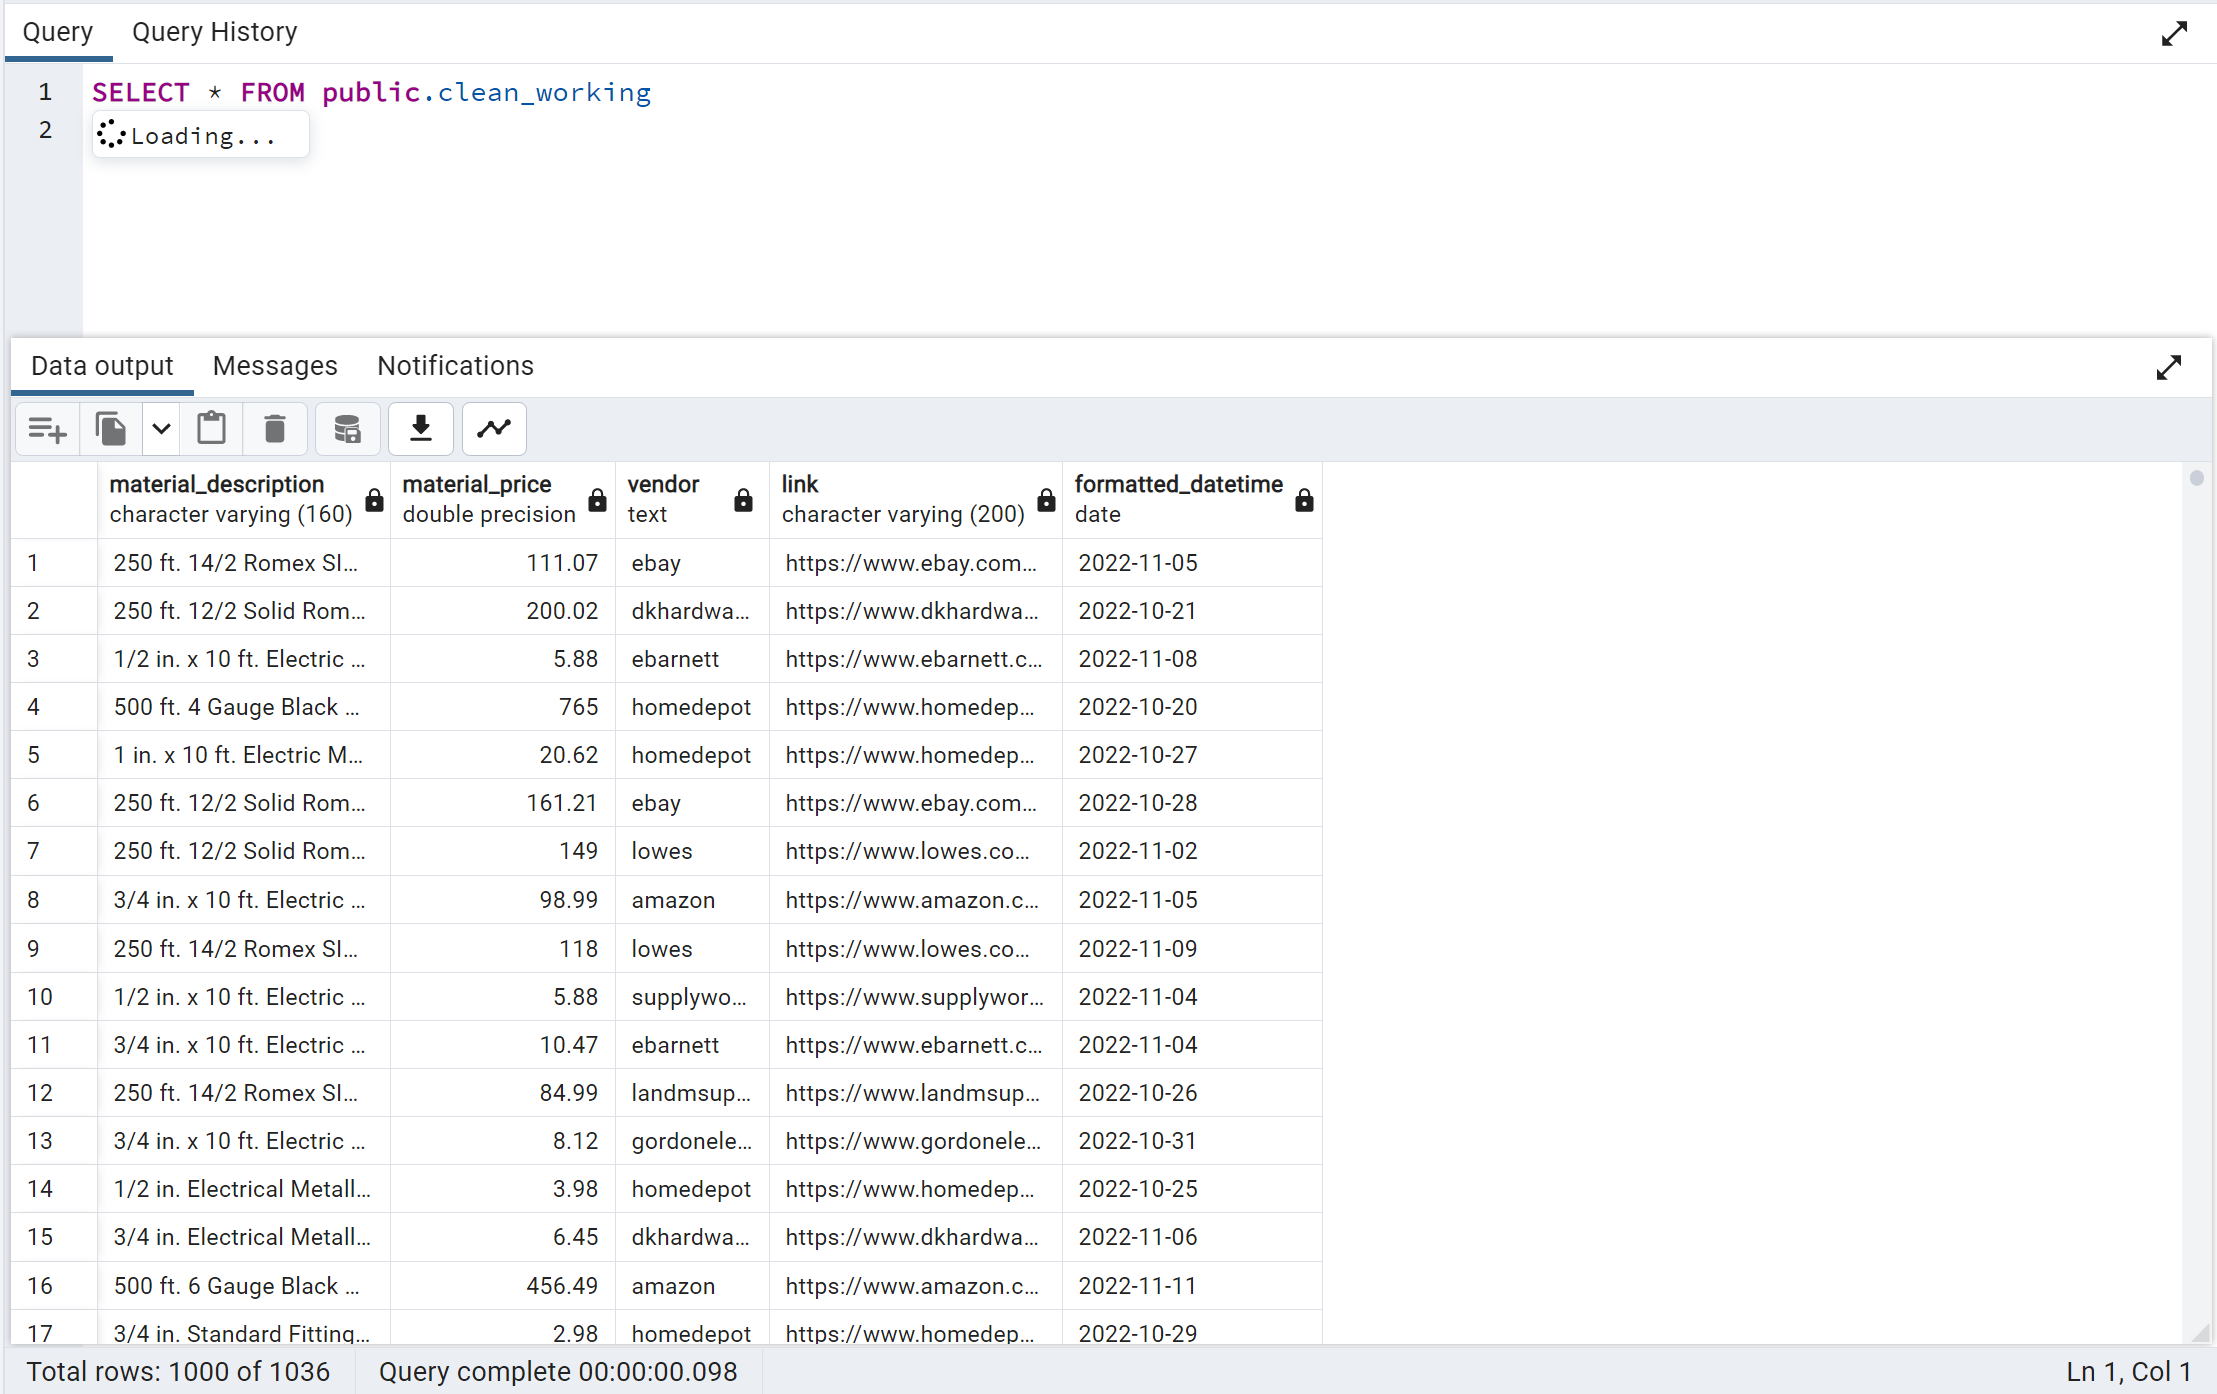 Query Query History
1 SELECT * FROM public.clean_working
2 Loading...
Data output Messages Notifications
material_description material_price vendor link formatted_datetime
character varying (160) double precision text character varying (200) date
1 250 ft. 14/2 Romex SI... 111.07 ebay https://www.ebay.com... 2022-11-05
2 250 ft. 12/2 Solid Rom... 200.02 dkhardwa... https://www.dkhardwa... 2022-10-21
3 1/2 in. x 10 ft. Electric ... 5.88 ebarnett https://www.ebarnett.c... 2022-11-08
4 500 ft. 4 Gauge Black ... 765 homedepot https://www.homedep... 2022-10-20
5 1 in. x 10 ft. Electric M... 20.62 homedepot https://www.homedep... 2022-10-27
6 250 ft. 12/2 Solid Rom... 161.21 ebay https://www.ebay.com... 2022-10-28
7 250 ft. 12/2 Solid Rom... 149 lowes https://www.lowes.co... 2022-11-02
8 3/4 in. x 10 ft. Electric ... 98.99 amazon https://www.amazon.c... 2022-11-05
9 250 ft. 14/2 Romex SI... 118 lowes https://www.lowes.co... 2022-11-09
10 1/2 in. x 10 ft. Electric ... 5.88 supplywo... https://www.supplywor... 2022-11-04
11 3/4 in. x 10 ft. Electric ... 10.47 ebarnett https://www.ebarnett.c... 2022-11-04
12 250 ft. 14/2 Romex SI... 84.99 landmsup... https://www.landmsup... 2022-10-26
13 3/4 in. x 10 ft. Electric ... 8.12 gordonele... https://www.gordonele... 2022-10-31
14 1/2 in. Electrical Metall... 3.98 homedepot https://www.homedep... 2022-10-25
15 3/4 in. Electrical Metall... 6.45 dkhardwa... https://www.dkhardwa... 2022-11-06
16 500 ft. 6 Gauge Black ... 456.49 amazon https://www.amazon.c... 2022-11-11
17 3/4 in. Standard Fitting... 2.98 homedepot https://www.homedep... 2022-10-29
Total rows: 1000 of 1036 Query complete 00:00:00.098 Ln 1, Col 1